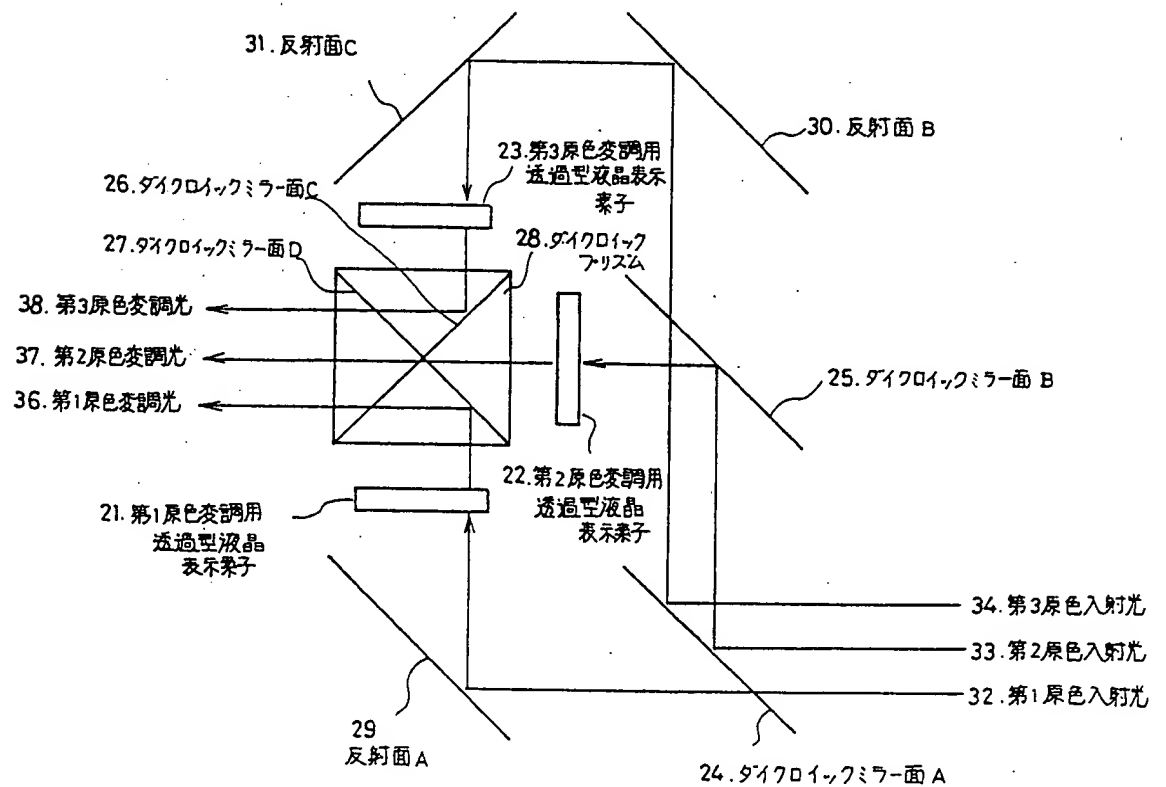 31.反射面C
30.反射面B
23.第3原色変調用
透過型液晶表示
素子
26.ダイクロイックミラー面C
27.ダイクロイックミラー面D
28.ダイクロイック
プリズム
38.第3原色変調光
37.第2原色変調光
36.第1原色変調光
25.ダイクロイックミラー面B
22.第2原色変調用
透過型液晶
表示素子
21.第1原色変調用
透過型液晶
表示素子
34.第3原色入射光
33.第2原色入射光
32.第1原色入射光
29
反射面A
24.ダイクロイックミラー面A